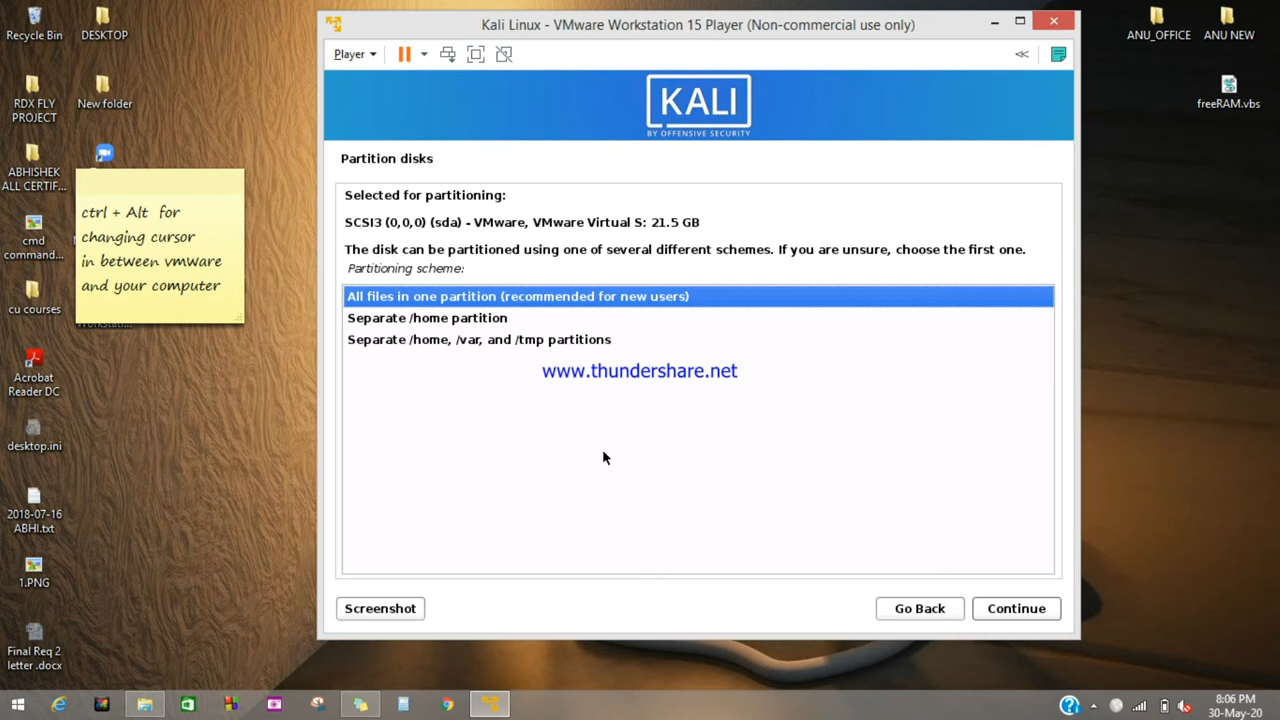 Recycle Bin
DESKTOP
RDX FLY
PROJECT
New folder
ABHISHEK
ALL CERTIF...
cmd
command...
cu courses
Acrobat
Reader DC
desktop.ini
2018-07-16
ABHI.txt
1.PNG
Final Req 2
letter .docx
ctrl + Alt for
changing cursor
in between vmware
and your computer
Kali Linux - VMware Workstation 15 Player (Non-commercial use only)
Player
KALI
BY OFFENSIVE SECURITY
Partition disks
Selected for partitioning:
SCSI3 (0,0,0) (sda) - VMware, VMware Virtual S: 21.5 GB
The disk can be partitioned using one of several different schemes. If you are unsure, choose the first one.
Partitioning scheme:
All files in one partition (recommended for new users)
Separate /home partition
Separate /home, /var, and /tmp partitions
www.thundershare.net
Screenshot
Go Back
Continue
ANU_OFFICE
ANU NEW
freeRAM.vbs
8:06 PM
30-May-20